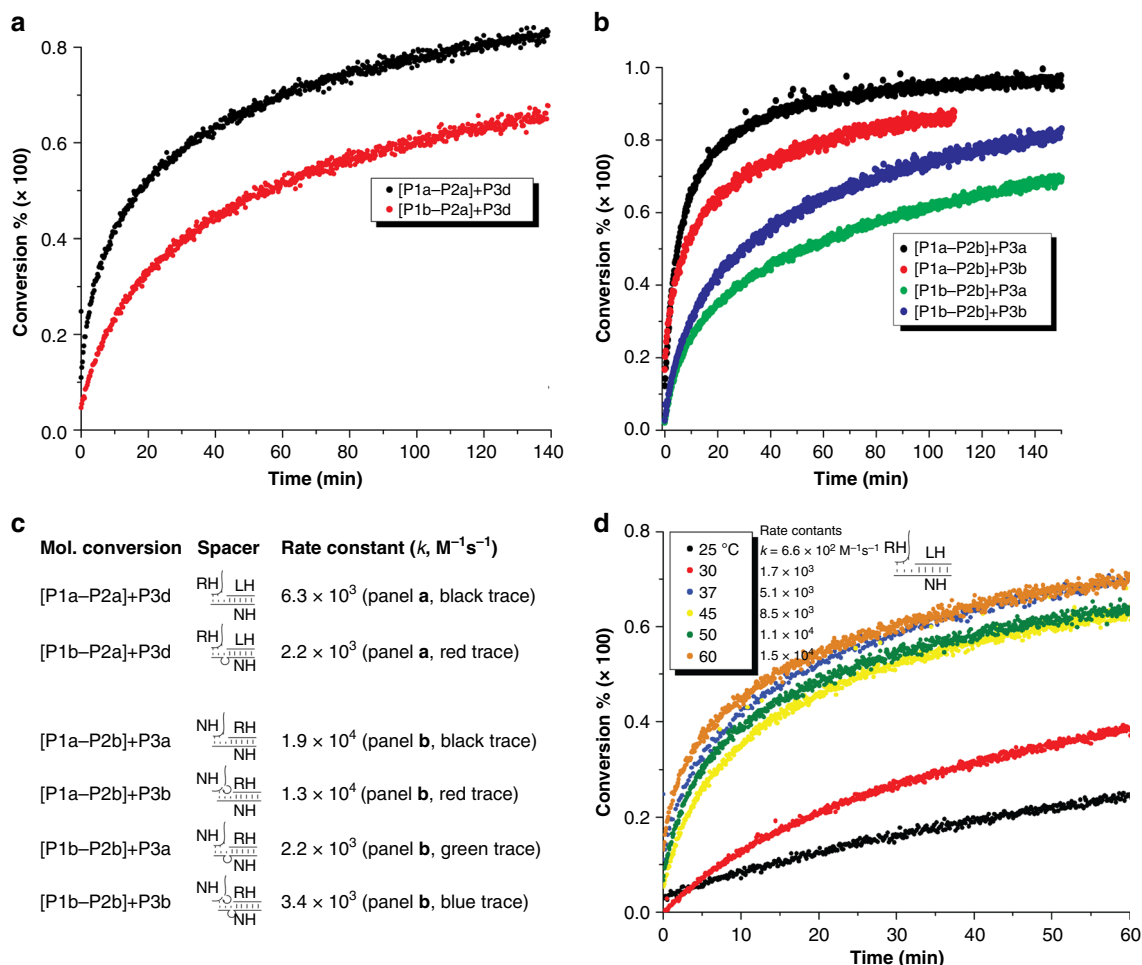 a
0.8
0.6
0.4
0.2
0.0
Conversion % (× 100)
0 20 40 60 80 100 120 140
Time (min)
[P1a–P2a]+P3d
[P1b–P2a]+P3d
b
1.0
0.8
0.6
0.4
0.2
0.0
Conversion % (× 100)
0 20 40 60 80 100 120 140
Time (min)
[P1a–P2b]+P3a
[P1a–P2b]+P3b
[P1b–P2b]+P3a
[P1b–P2b]+P3b
c
Mol. conversion Spacer Rate constant (k, M⁻¹s⁻¹)
[P1a–P2a]+P3d RH LH NH 6.3 × 10³ (panel a, black trace)
[P1b–P2a]+P3d RH LH NH 2.2 × 10³ (panel a, red trace)
[P1a–P2b]+P3a NH RH NH 1.9 × 10⁴ (panel b, black trace)
[P1a–P2b]+P3b NH RH NH 1.3 × 10⁴ (panel b, red trace)
[P1b–P2b]+P3a NH RH NH 2.2 × 10³ (panel b, green trace)
[P1b–P2b]+P3b NH RH NH 3.4 × 10³ (panel b, blue trace)
d
0.8
0.6
0.4
0.2
0.0
Conversion % (× 100)
0 10 20 30 40 50 60
Time (min)
Rate contants
25 °C k = 6.6 × 10² M⁻¹s⁻¹
30 1.7 × 10³
37 5.1 × 10³
45 8.5 × 10³
50 1.1 × 10⁴
60 1.5 × 10⁴
RH LH
NH